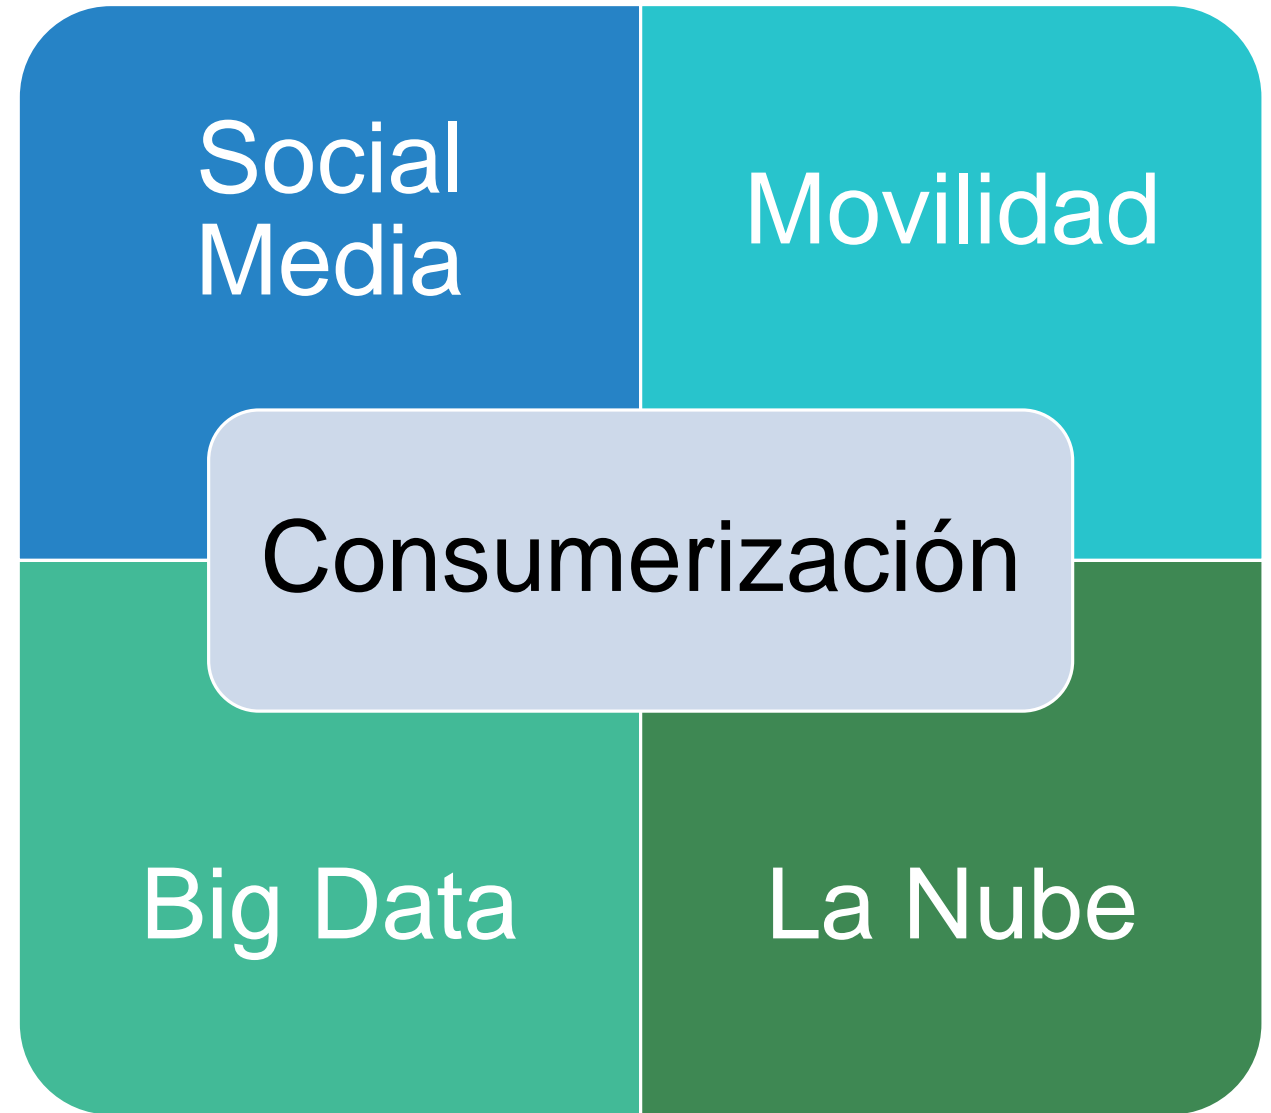 Social
Media
Movilidad
Consumerización
Big Data
La Nube